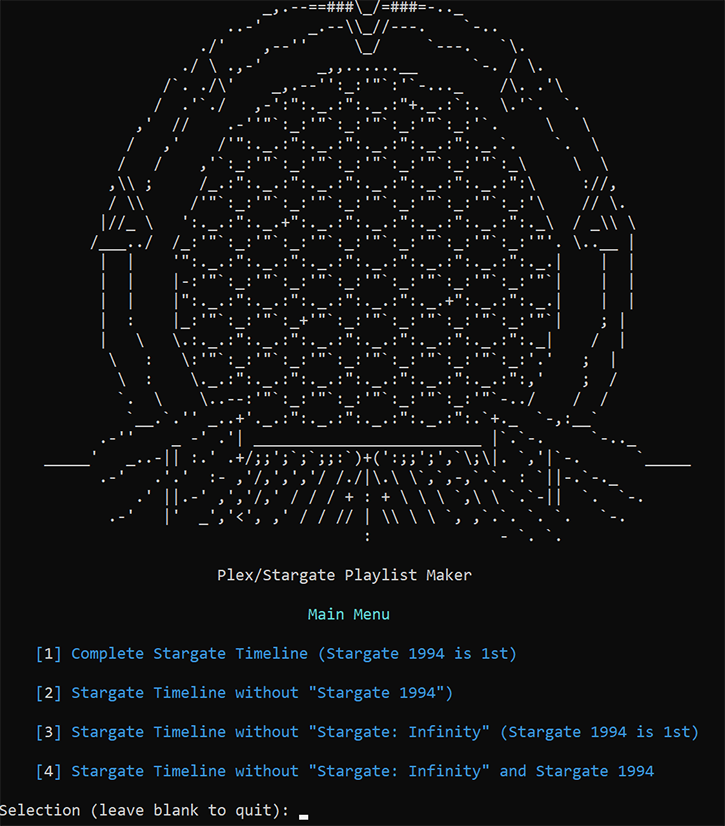 Plex/Stargate Playlist Maker
Main Menu
[1] Complete Stargate Timeline (Stargate 1994 is 1st)
[2] Stargate Timeline without "Stargate 1994")
[3] Stargate Timeline without "Stargate: Infinity" (Stargate 1994 is 1st)
[4] Stargate Timeline without "Stargate: Infinity" and Stargate 1994
Selection (leave blank to quit):